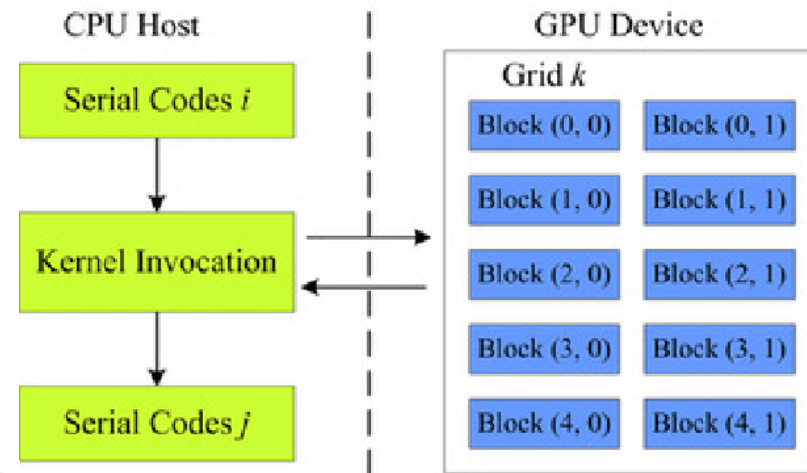 CPU Host
Serial Codes i
Kernel Invocation
Serial Codes j
GPU Device
Grid k
Block (0, 0) Block (0, 1)
Block (1, 0) Block (1, 1)
Block (2, 0) Block (2, 1)
Block (3, 0) Block (3, 1)
Block (4, 0) Block (4, 1)